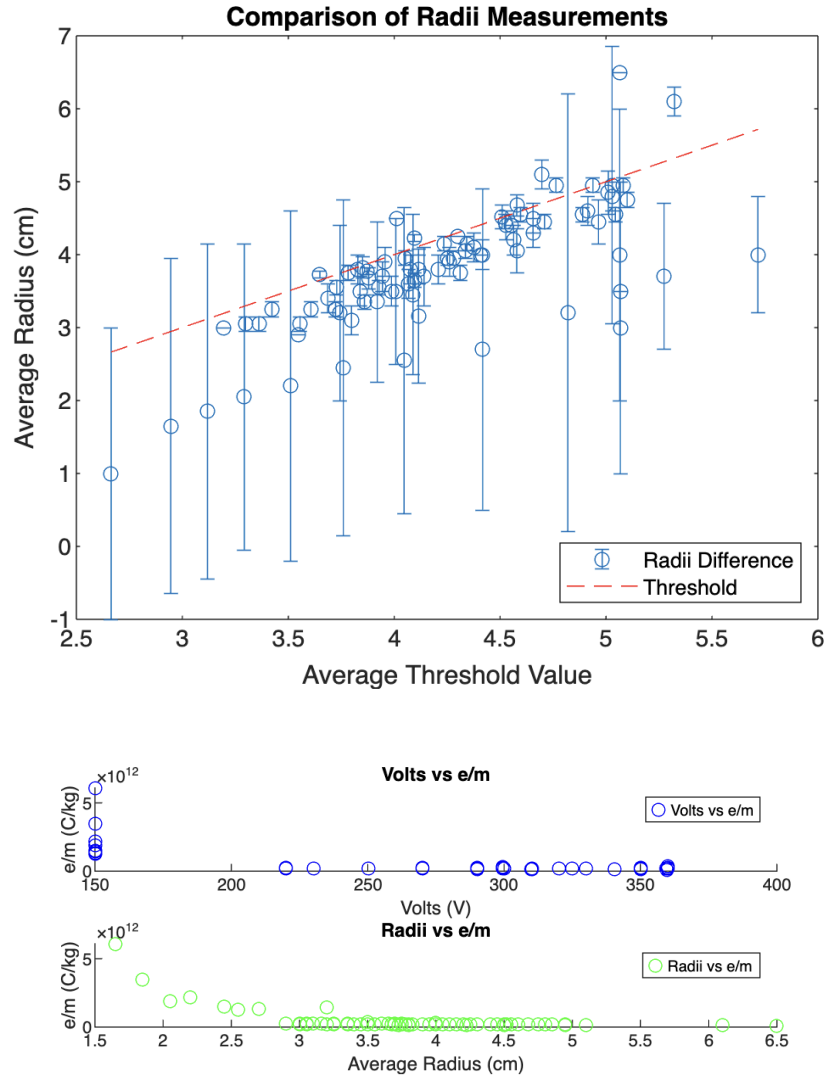 Comparison of Radii Measurements
7
6
5
4
3
2
1
0
-1
Average Radius (cm)
Radii Difference
Threshold
2.5 3 3.5 4 4.5 5 5.5 6
Average Threshold Value
×10^12
Volts vs e/m
5
0
e/m (C/kg)
Volts vs e/m
150 200 250 300 350 400
Volts (V)
×10^12
Radii vs e/m
5
0
e/m (C/kg)
Radii vs e/m
1.5 2 2.5 3 3.5 4 4.5 5 5.5 6 6.5
Average Radius (cm)